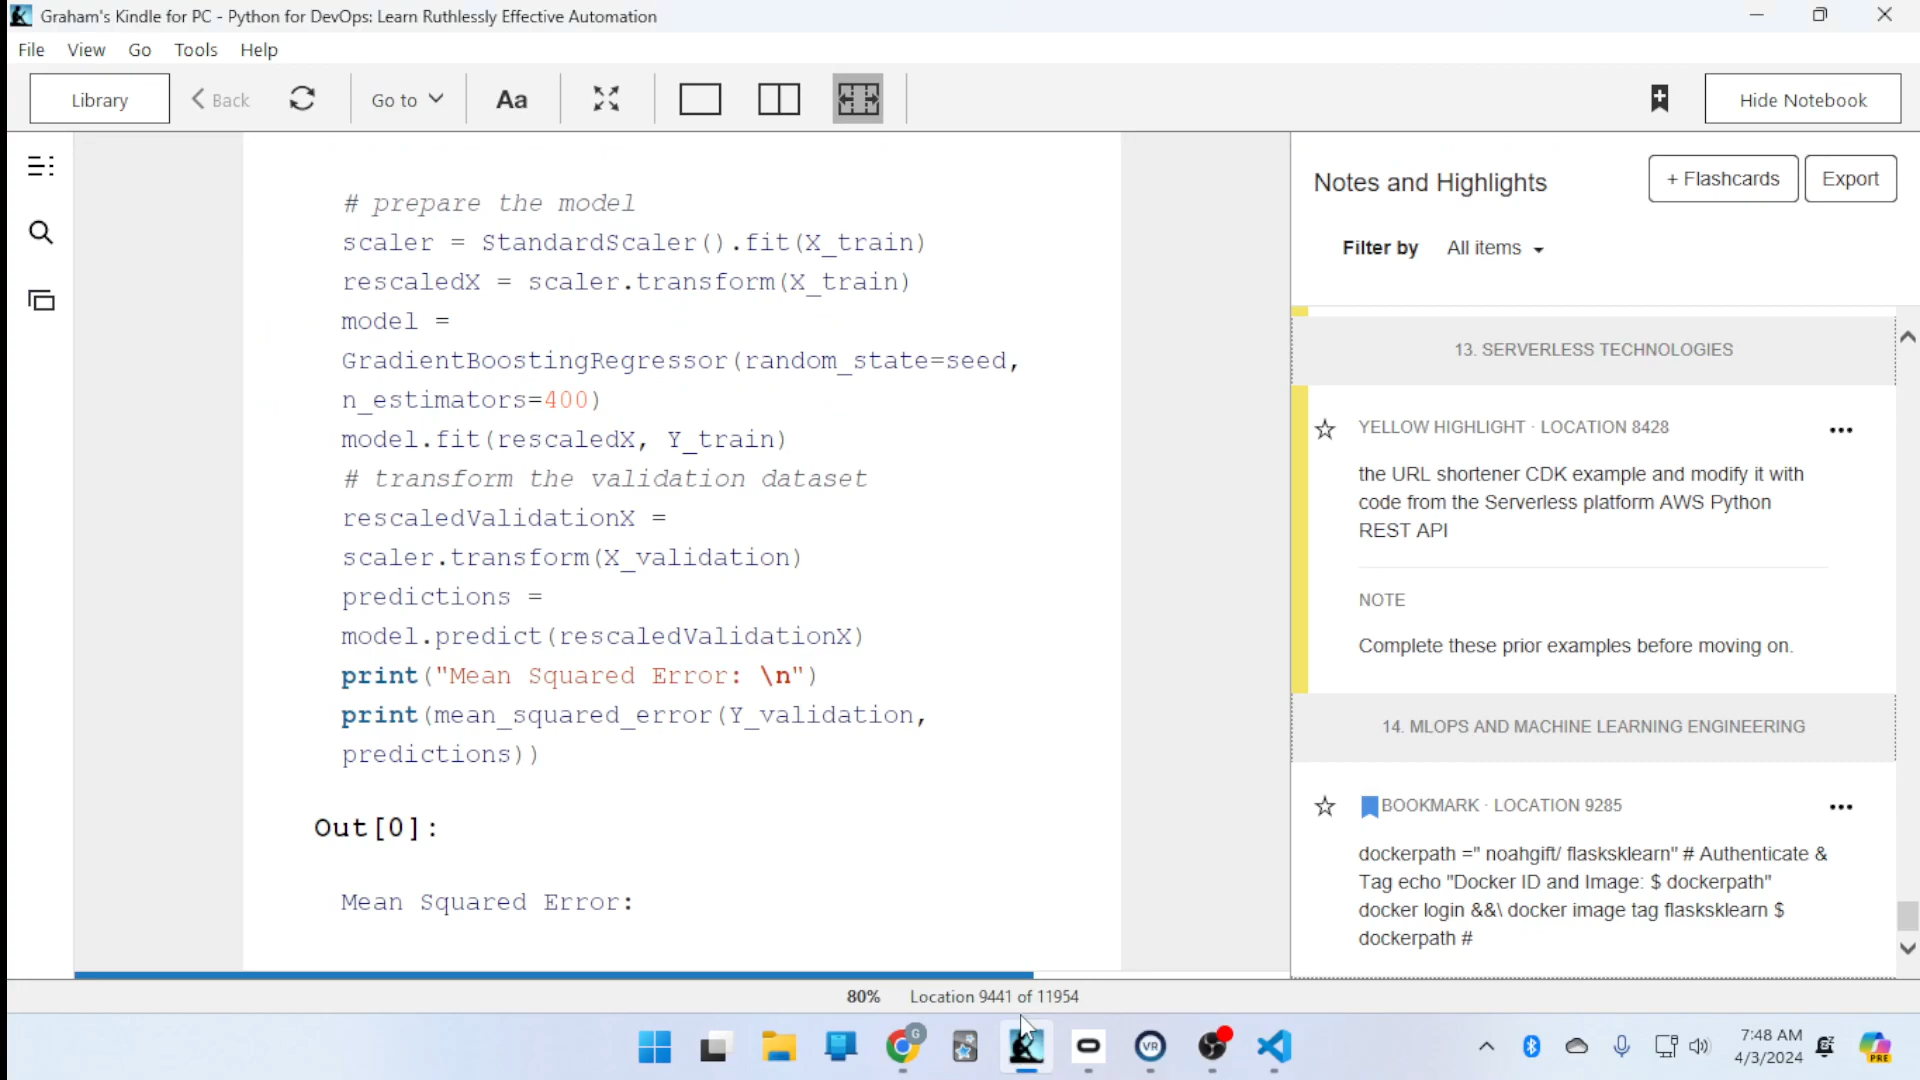 Graham's Kindle for PC - Python for DevOps: Learn Ruthlessly Effective Automation
File View Go Tools Help
Library Back Go to Aa Hide Notebook
# prepare the model
scaler = StandardScaler().fit(X_train)
rescaledX = scaler.transform(X_train)
model =
GradientBoostingRegressor(random_state=seed,
n_estimators=400)
model.fit(rescaledX, Y_train)
# transform the validation dataset
rescaledValidationX =
scaler.transform(X_validation)
predictions =
model.predict(rescaledValidationX)
print("Mean Squared Error: \n")
print(mean_squared_error(Y_validation,
predictions))
Out[0]:
Mean Squared Error:
Notes and Highlights
+ Flashcards
Export
Filter by All items
13. SERVERLESS TECHNOLOGIES
YELLOW HIGHLIGHT · LOCATION 8428
the URL shortener CDK example and modify it with
code from the Serverless platform AWS Python
REST API
NOTE
Complete these prior examples before moving on.
14. MLOPS AND MACHINE LEARNING ENGINEERING
BOOKMARK · LOCATION 9285
dockerpath =" noahgift/ flasksklearn" # Authenticate &
Tag echo "Docker ID and Image: $ dockerpath"
docker login &&\ docker image tag flasksklearn $
dockerpath #
80% Location 9441 of 11954
G
VR
7:48 AM
4/3/2024
PRE